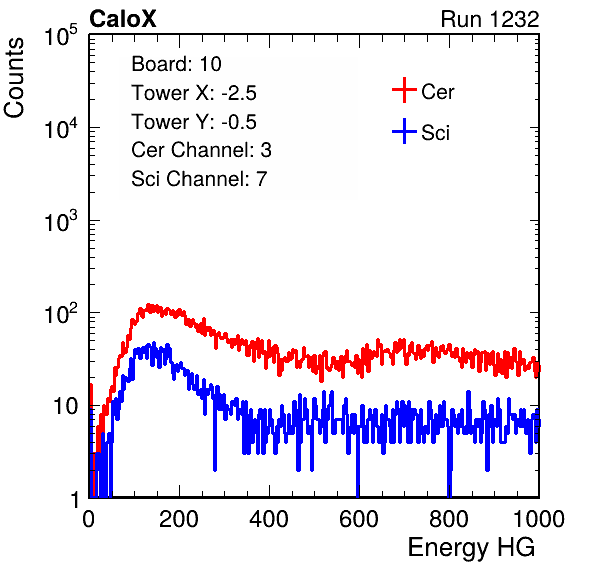 CaloX Run 1232
Counts
10^5
10^4
10^3
10^2
10
1
Board: 10
Tower X: -2.5
Tower Y: -0.5
Cer Channel: 3
Sci Channel: 7
Cer
Sci
0 200 400 600 800 1000
Energy HG